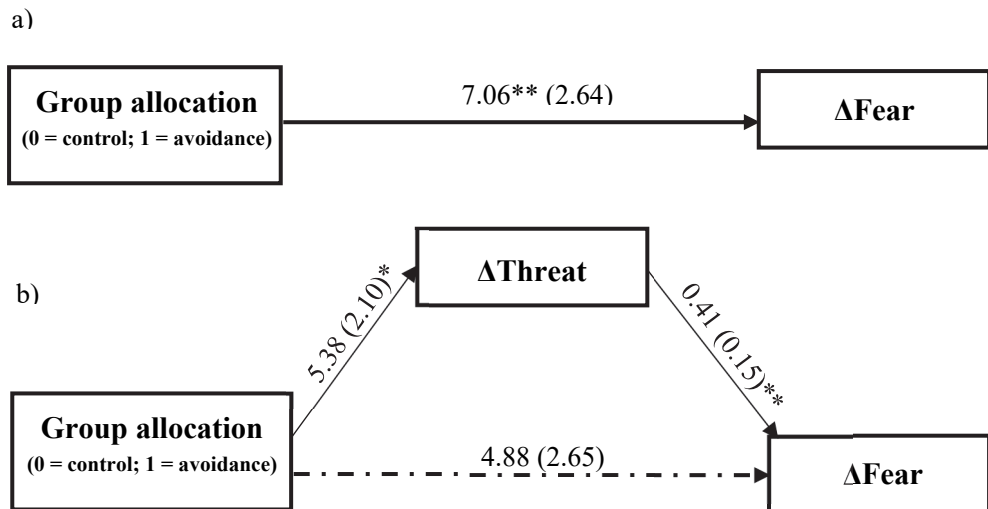 a)
7.06** (2.64)
Group allocation
(0 = control; 1 = avoidance)
ΔFear
ΔThreat
b)
5.38 (2.10)*
0.41 (0.15)**
Group allocation
(0 = control; 1 = avoidance)
4.88 (2.65)
ΔFear